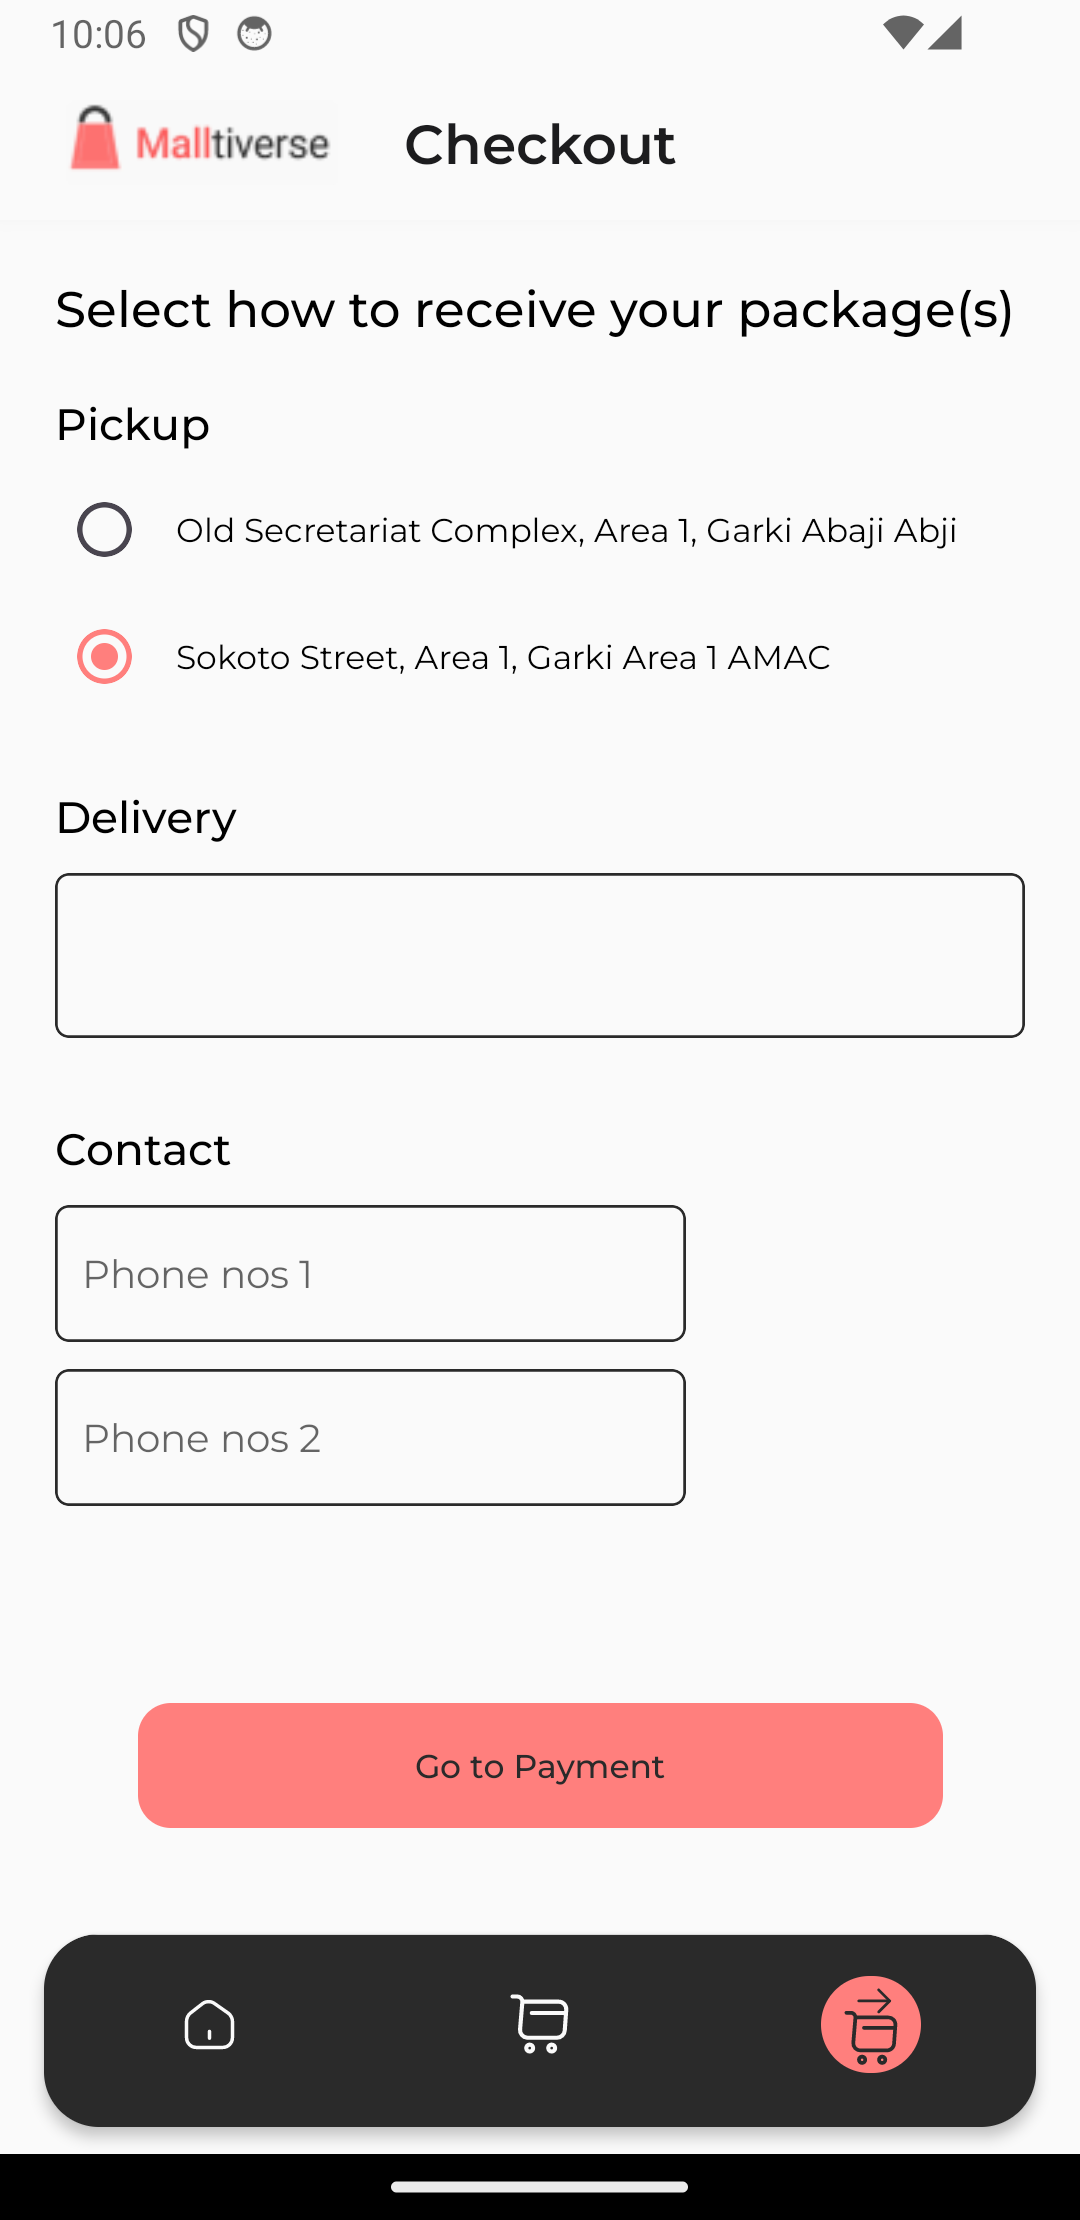 10:06
Malltiverse
Checkout
Select how to receive your package(s)
Pickup
Old Secretariat Complex, Area 1, Garki Abaji Abji
Sokoto Street, Area 1, Garki Area 1 AMAC
Delivery
Contact
Phone nos 1
Phone nos 2
Go to Payment